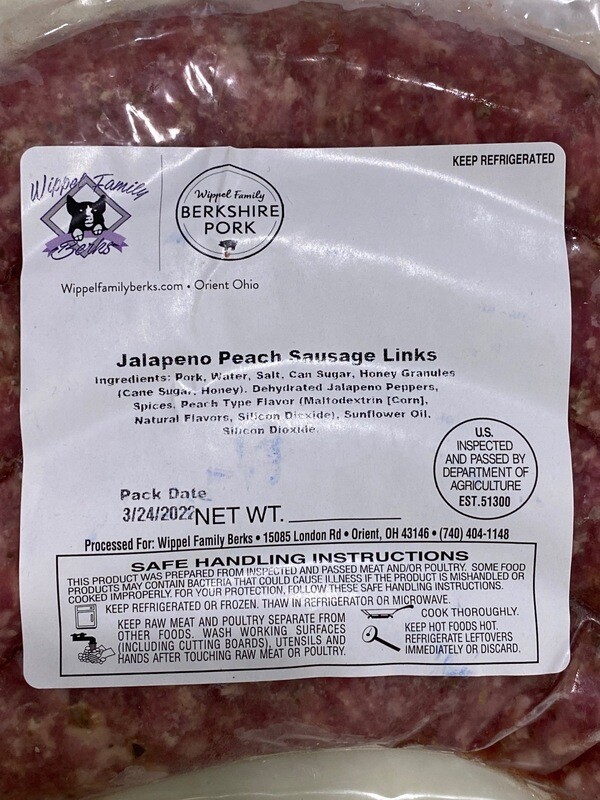 KEEP REFRIGERATED
Wippel Family
Berks
Wippel Family
BERKSHIRE
PORK
Wippelfamilyberks.com • Orient Ohio
Jalapeno Peach Sausage Links
Ingredients: Pork, Water, Salt, Can Sugar, Honey Granules
(Cane Sugar, Honey). Dehydrated Jalapeno Peppers,
Spices, Peach Type Flavor (Maltodextrin [Corn],
Natural Flavors, Silicon Dioxide), Sunflower Oil,
Silicon Dioxide.
U.S.
INSPECTED
AND PASSED BY
DEPARTMENT OF
AGRICULTURE
EST.51300
Pack Date
3/24/2022 NET WT.
Processed For: Wippel Family Berks • 15085 London Rd • Orient, OH 43146 • (740) 404-1148
SAFE HANDLING INSTRUCTIONS
THIS PRODUCT WAS PREPARED FROM INSPECTED AND PASSED MEAT AND/OR POULTRY. SOME FOOD
PRODUCTS MAY CONTAIN BACTERIA THAT COULD CAUSE ILLNESS IF THE PRODUCT IS MISHANDLED OR
COOKED IMPROPERLY. FOR YOUR PROTECTION, FOLLOW THESE SAFE HANDLING INSTRUCTIONS.
KEEP REFRIGERATED OR FROZEN. THAW IN REFRIGERATOR OR MICROWAVE.
KEEP RAW MEAT AND POULTRY SEPARATE FROM
OTHER FOODS. WASH WORKING SURFACES
(INCLUDING CUTTING BOARDS), UTENSILS AND
HANDS AFTER TOUCHING RAW MEAT OR POULTRY.
COOK THOROUGHLY.
KEEP HOT FOODS HOT.
REFRIGERATE LEFTOVERS
IMMEDIATELY OR DISCARD.